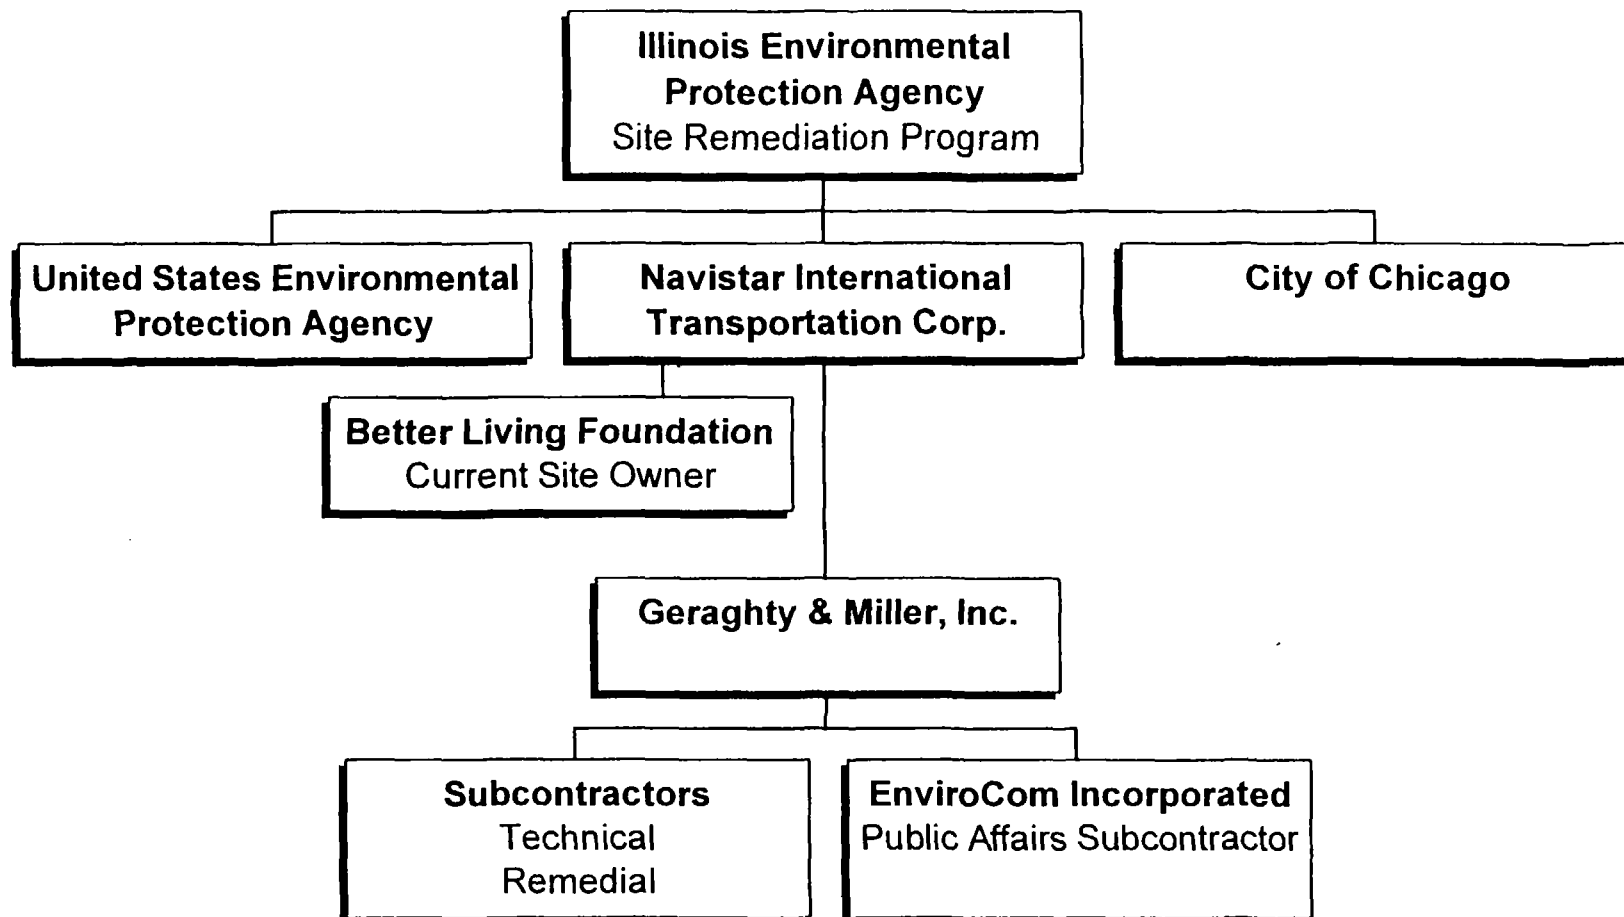 Illinois Environmental
Protection Agency
Site Remediation Program
United States Environmental
Protection Agency
Navistar International
Transportation Corp.
City of Chicago
Better Living Foundation
Current Site Owner
Geraghty & Miller, Inc.
Subcontractors
Technical
Remedial
EnviroCom Incorporated
Public Affairs Subcontractor